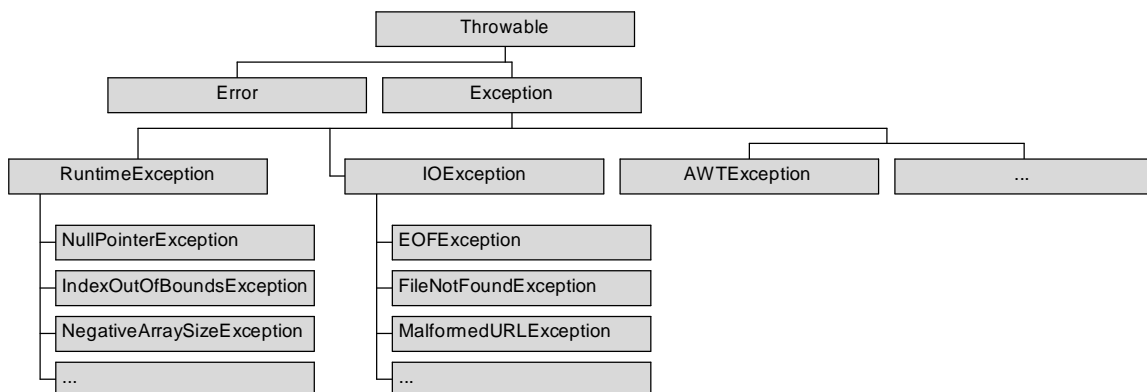 Throwable
Error
Exception
RuntimeException
IOException
AWTException
...
NullPointerException
EOFException
IndexOutOfBoundsException
FileNotFoundException
NegativeArraySizeException
MalformedURLException
...
...